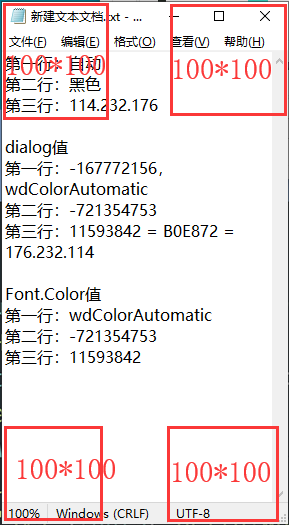 新建文本文档.txt - 记事本
文件(F) 编辑(E) 格式(O) 查看(V) 帮助(H)
第一行：自动
100*100
100*100
第二行：黑色
第三行：114.232.176
dialog值
第一行：-167772156，
wdColorAutomatic
第二行：-721354753
第三行：11593842 = B0E872 =
176.232.114
Font.Color值
第一行：wdColorAutomatic
第二行：-721354753
第三行：11593842
100*100
100*100
100% Windows (CRLF) UTF-8